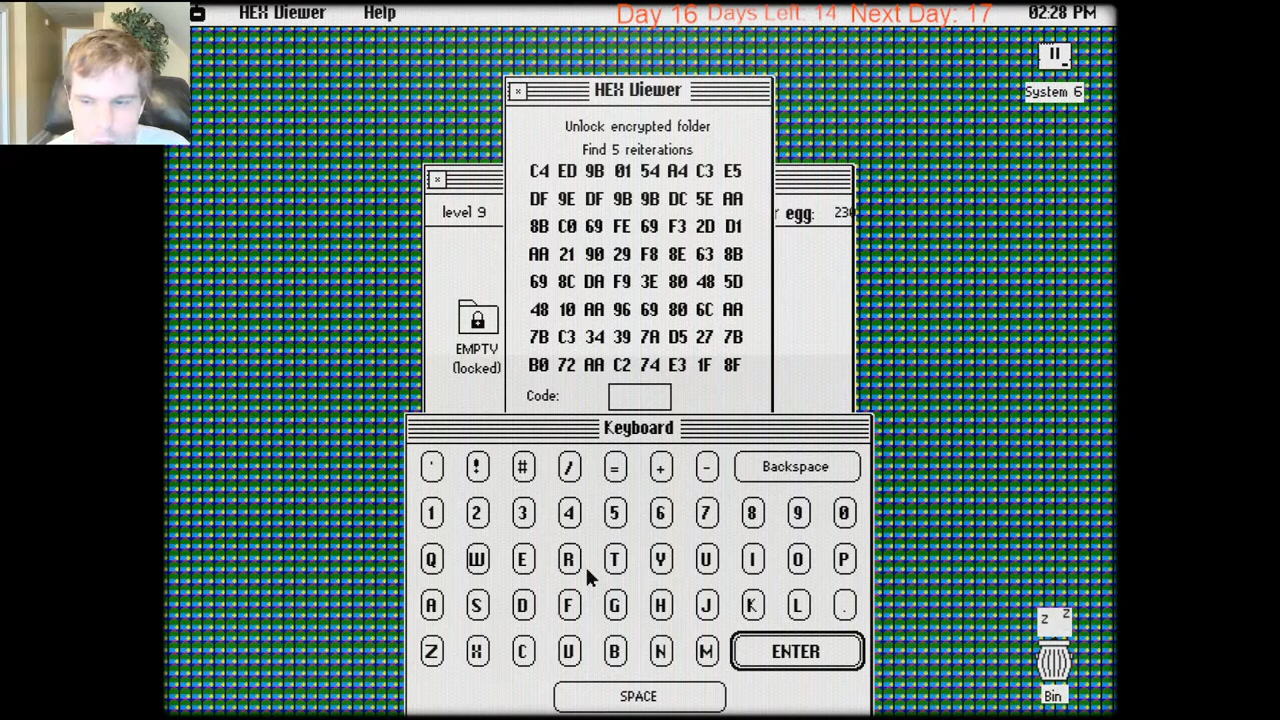 HEX Viewer Help Day 16 Days Left: 14 Next Day: 17 02:28 PM
System 6
HEX Viewer
Unlock encrypted folder
Find 5 reiterations
C4 ED 9B 01 54 A4 C3 E5
DF 9E DF 9B 9B DC 5E AA
8B C0 69 FE 69 F3 2D D1
AA 21 90 29 F8 8E 63 8B
69 8C DA F9 3E 80 48 5D
48 10 AA 96 69 80 6C AA
7B C3 34 39 7A D5 27 7B
B0 72 AA C2 74 E3 1F 8F
Code:
level 9
egg:
EMPTY
(locked)
Keyboard
' ! # / = + - Backspace
1 2 3 4 5 6 7 8 9 0
Q W E R T Y U I O P
A S D F G H J K L .
Z X C V B N M ENTER
SPACE
z z
Bin